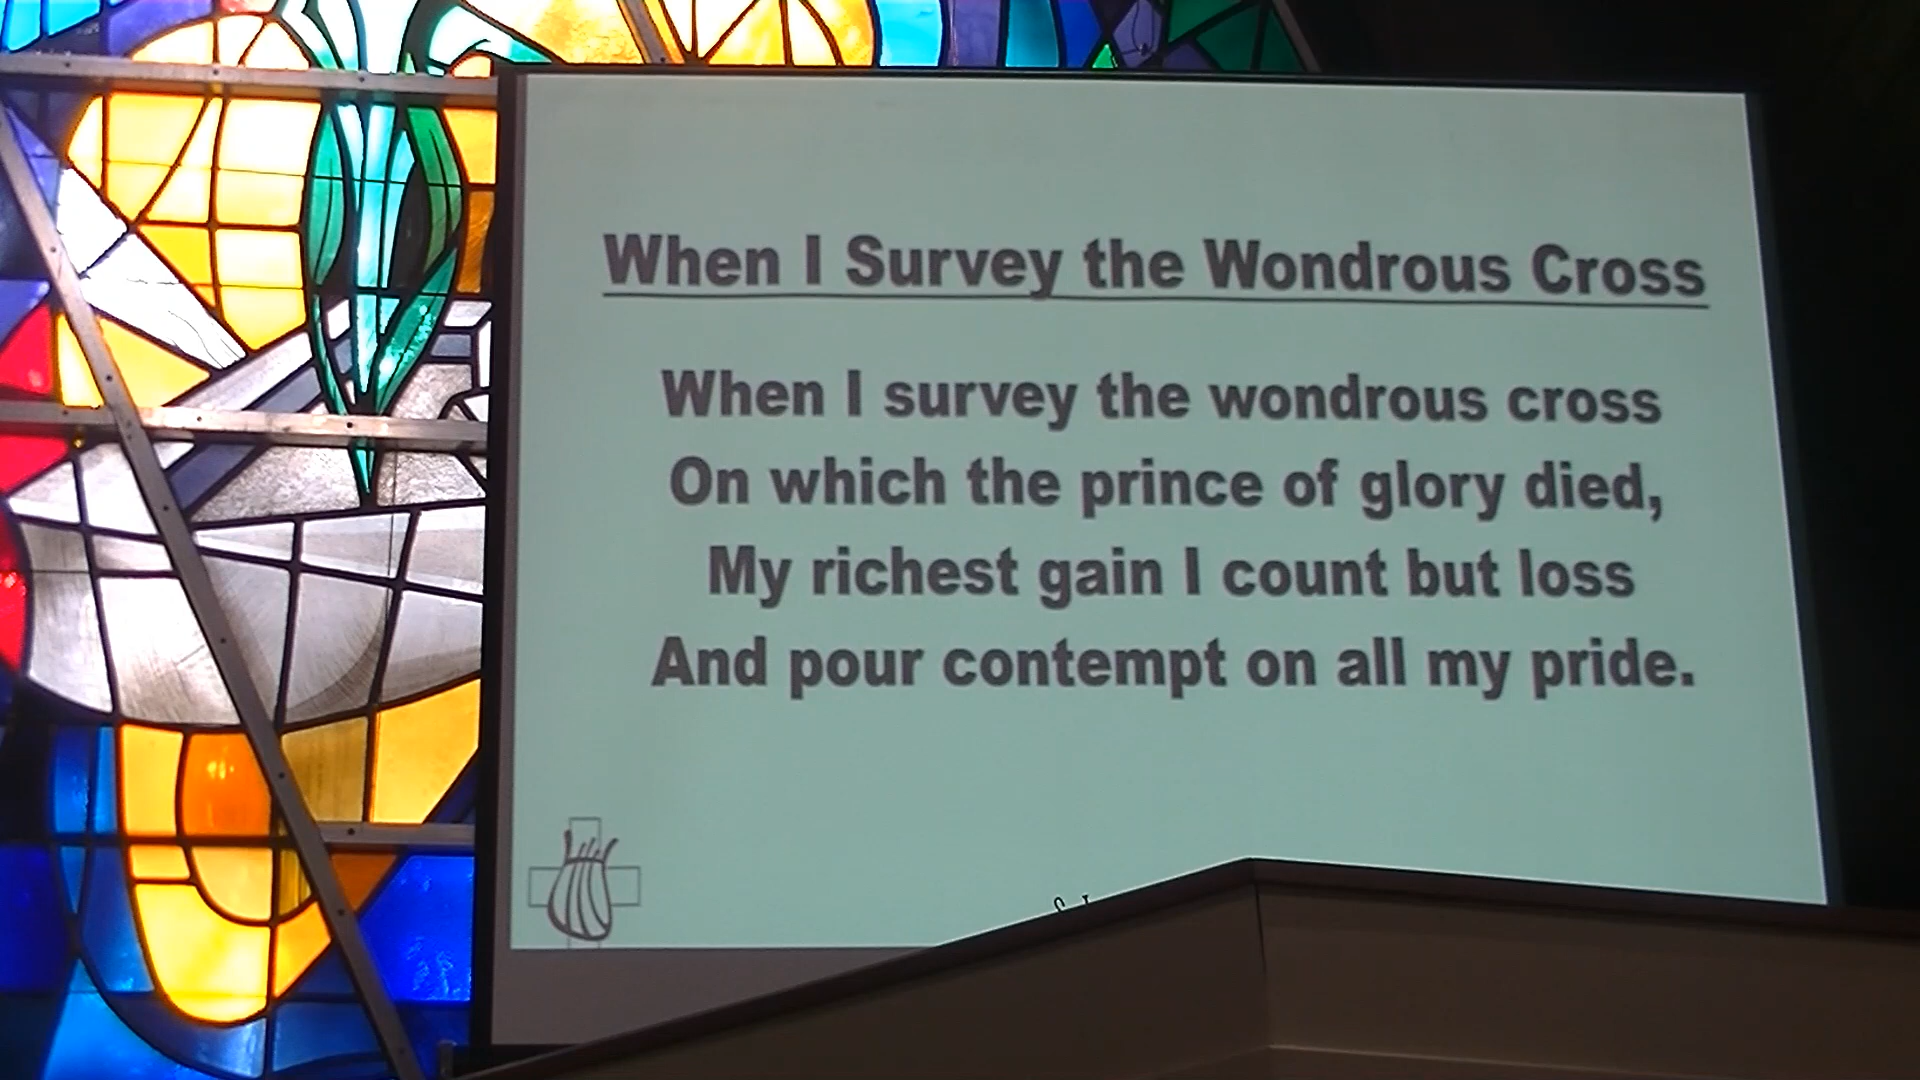 When I Survey the Wondrous Cross
When I survey the wondrous cross
On which the prince of glory died,
My richest gain I count but loss
And pour contempt on all my pride.